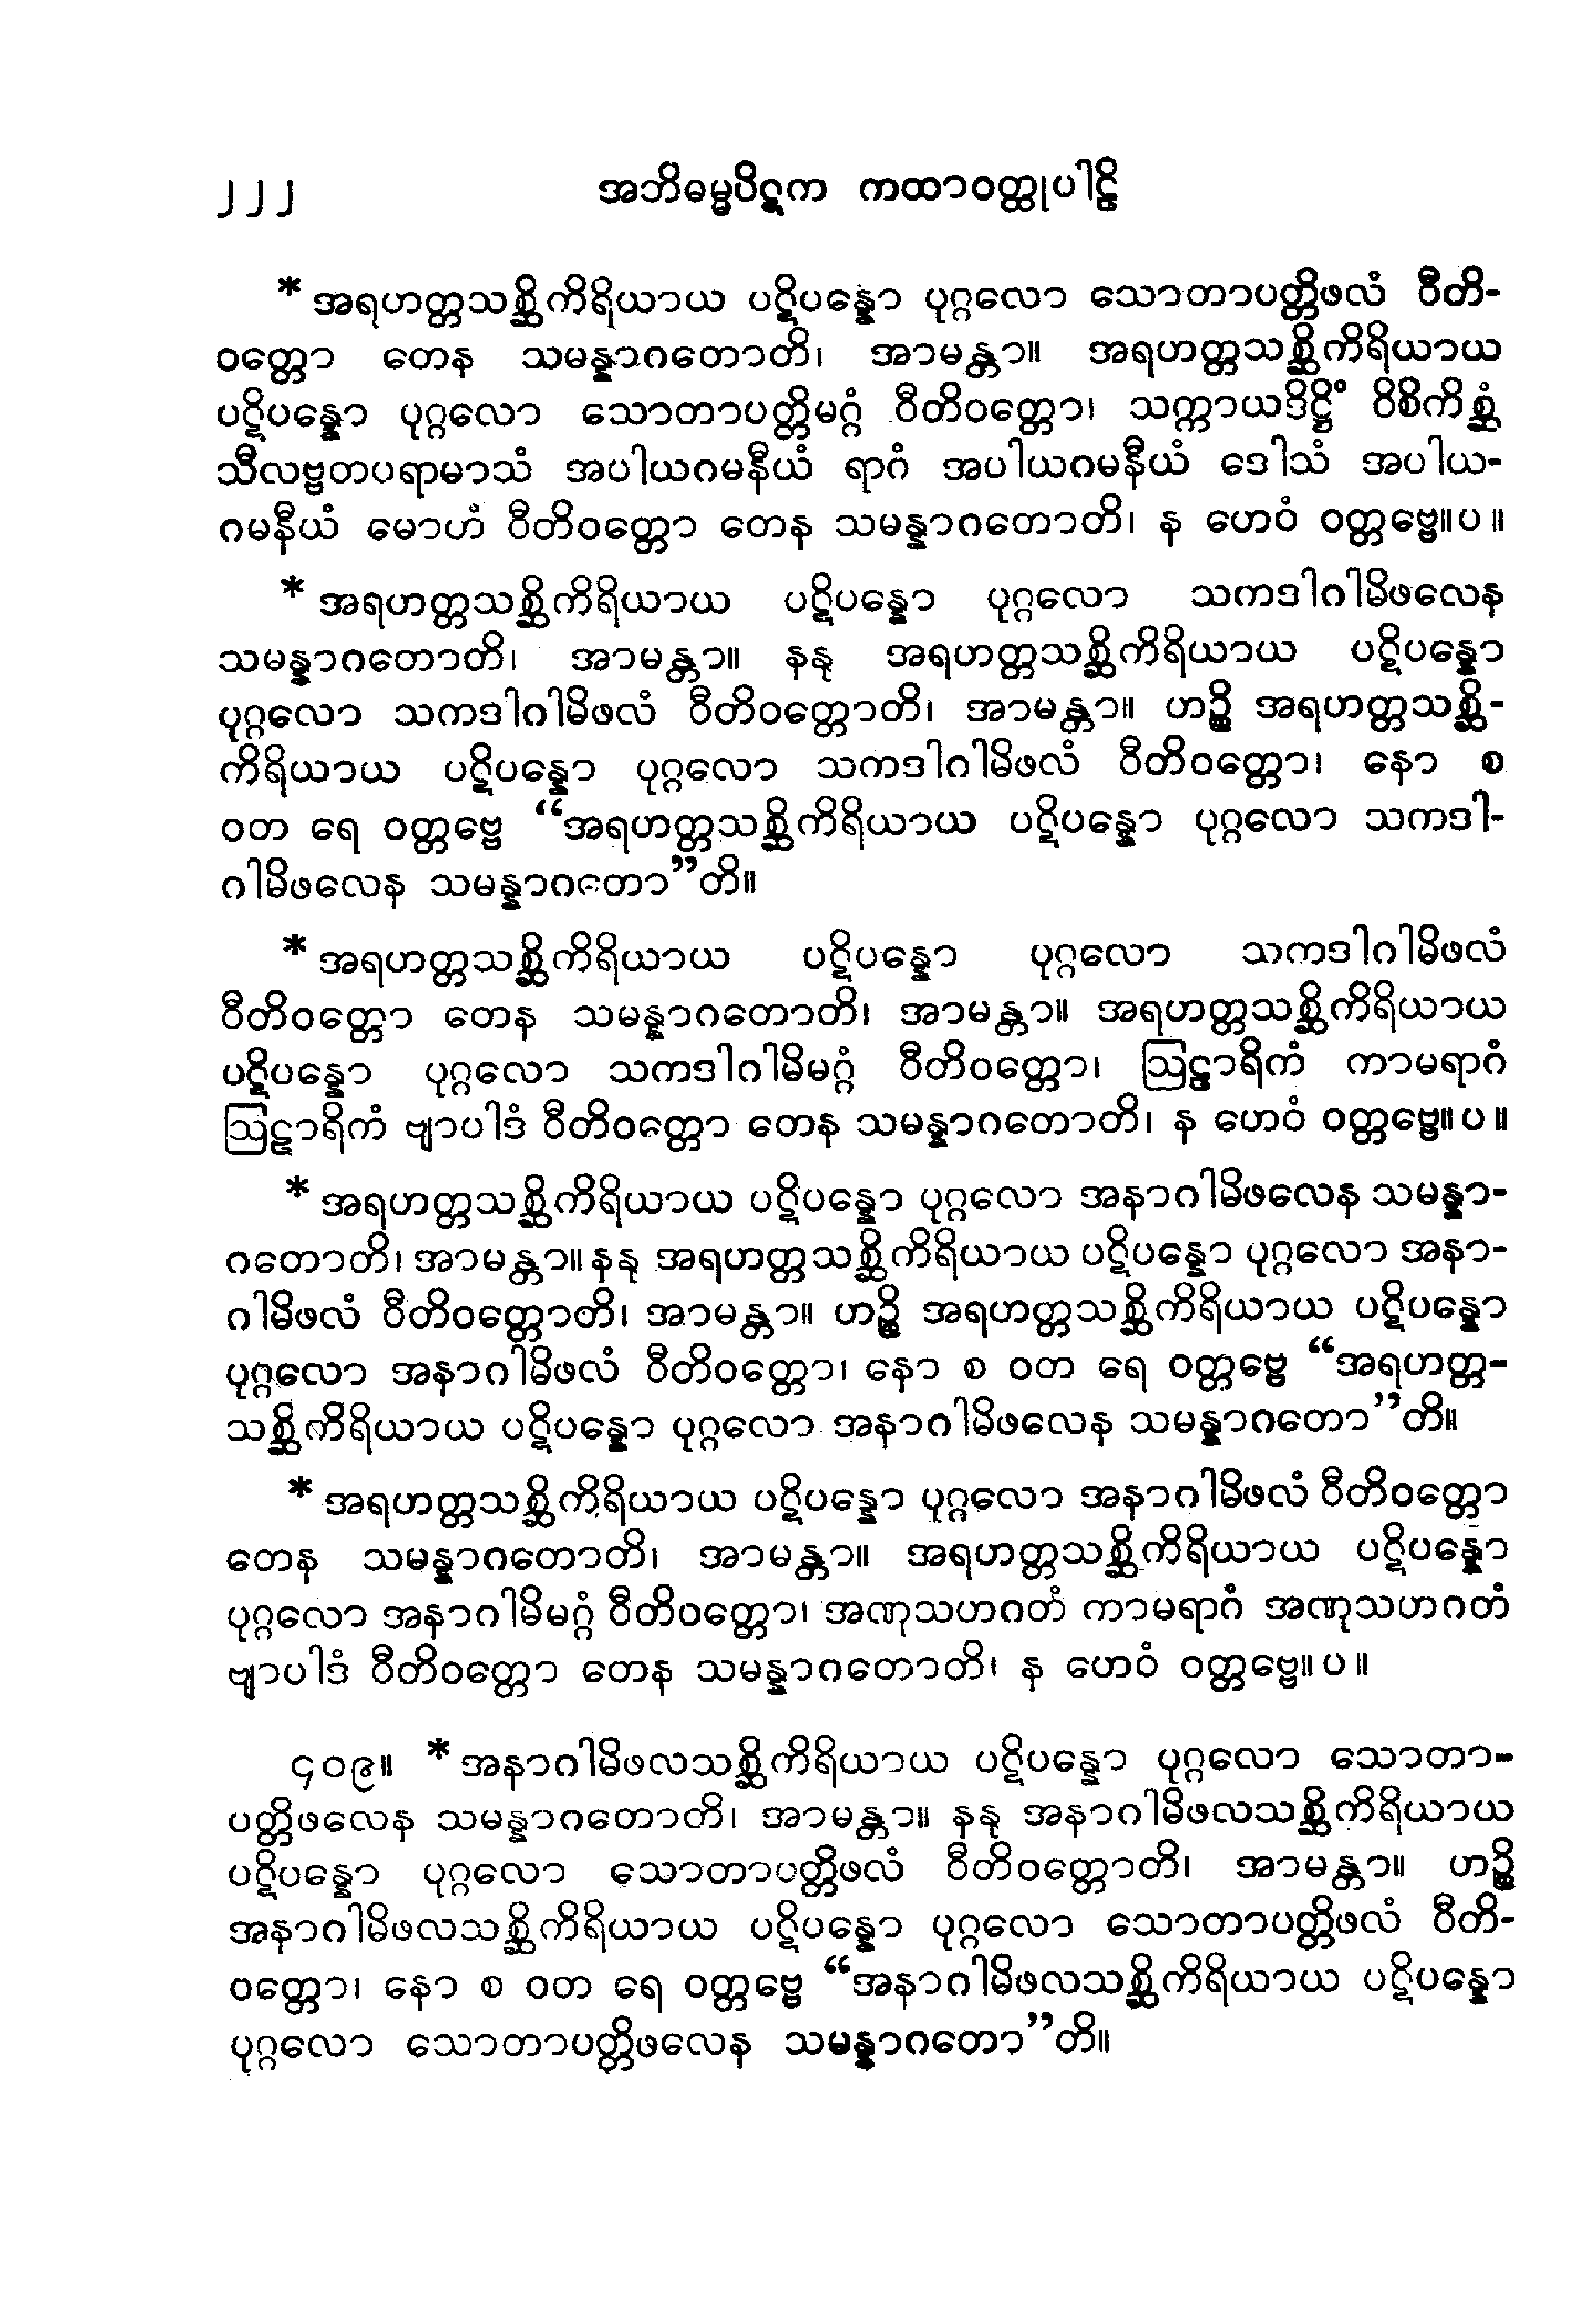 ၂၂၂ အဘိဓမ္မပိဋက ကထာဝတ္ထုပါဠိ
* အရဟတ္တသစ္ဆိကိရိယာယ ပဋိပန္နော ပုဂ္ဂလော သောတာပတ္တိဖလံ ဝီတိ-
ဝတ္တော တေန သမန္နာဂတောတိ၊ အာမန္တာ။ အရဟတ္တသစ္ဆိကိရိယာယ
ပဋိပန္နော ပုဂ္ဂလော သောတာပတ္တိမဂ္ဂံ ဝီတိဝတ္တော၊ သက္ကာယဒိဋ္ဌိံ ဝိစိကိစ္ဆံ
သီလဗ္ဗတပရာမာသံ အပါယဂမနီယံ ရာဂံ အပါယဂမနီယံ ဒေါသံ အပါယ-
ဂမနီယံ မောဟံ ဝီတိဝတ္တော တေန သမန္နာဂတောတိ၊ န ဟေဝံ ဝတ္တဗ္ဗေ။ပ။
* အရဟတ္တသစ္ဆိကိရိယာယ ပဋိပန္နော ပုဂ္ဂလော သကဒါဂါမိဖလေန
သမန္နာဂတောတိ၊ အာမန္တာ။ နနု အရဟတ္တသစ္ဆိကိရိယာယ ပဋိပန္နော
ပုဂ္ဂလော သကဒါဂါမိဖလံ ဝီတိဝတ္တောတိ၊ အာမန္တာ။ ဟဉ္စိ အရဟတ္တသစ္ဆိ-
ကိရိယာယ ပဋိပန္နော ပုဂ္ဂလော သကဒါဂါမိဖလံ ဝီတိဝတ္တော၊ နော စ
ဝတ ရေ ဝတ္တဗ္ဗေ “အရဟတ္တသစ္ဆိကိရိယာယ ပဋိပန္နော ပုဂ္ဂလော သကဒါ-
ဂါမိဖလေန သမန္နာဂတော”တိ။
* အရဟတ္တသစ္ဆိကိရိယာယ ပဋိပန္နော ပုဂ္ဂလော သကဒါဂါမိဖလံ
ဝီတိဝတ္တော တေန သမန္နာဂတောတိ၊ အာမန္တာ။ အရဟတ္တသစ္ဆိကိရိယာယ
ပဋိပန္နော ပုဂ္ဂလော သကဒါဂါမိမဂ္ဂံ ဝီတိဝတ္တော၊ ဩဠာရိကံ ကာမရာဂံ
ဩဠာရိကံ ဗျာပါဒံ ဝီတိဝတ္တော တေန သမန္နာဂတောတိ၊ န ဟေဝံ ဝတ္တဗ္ဗေ။ပ။
* အရဟတ္တသစ္ဆိကိရိယာယ ပဋိပန္နော ပုဂ္ဂလော အနာဂါမိဖလေန သမန္နာ-
ဂတောတိ၊ အာမန္တာ။ နနု အရဟတ္တသစ္ဆိကိရိယာယ ပဋိပန္နော ပုဂ္ဂလော အနာ-
ဂါမိဖလံ ဝီတိဝတ္တောတိ၊ အာမန္တာ။ ဟဉ္စိ အရဟတ္တသစ္ဆိကိရိယာယ ပဋိပန္နော
ပုဂ္ဂလော အနာဂါမိဖလံ ဝီတိဝတ္တော၊ နော စ ဝတ ရေ ဝတ္တဗ္ဗေ “အရဟတ္တ-
သစ္ဆိကိရိယာယ ပဋိပန္နော ပုဂ္ဂလော အနာဂါမိဖလေန သမန္နာဂတော”တိ။
* အရဟတ္တသစ္ဆိကိရိယာယ ပဋိပန္နော ပုဂ္ဂလော အနာဂါမိဖလံ ဝီတိဝတ္တော
တေန သမန္နာဂတောတိ၊ အာမန္တာ။ အရဟတ္တသစ္ဆိကိရိယာယ ပဋိပန္နော
ပုဂ္ဂလော အနာဂါမိမဂ္ဂံ ဝီတိဝတ္တော၊ အဏုသဟဂတံ ကာမရာဂံ အဏုသဟဂတံ
ဗျာပါဒံ ဝီတိဝတ္တော တေန သမန္နာဂတောတိ၊ န ဟေဝံ ဝတ္တဗ္ဗေ။ပ။
၄၀၉။ * အနာဂါမိဖလသစ္ဆိကိရိယာယ ပဋိပန္နော ပုဂ္ဂလော သောတာ-
ပတ္တိဖလေန သမန္နာဂတောတိ၊ အာမန္တာ။ နနု အနာဂါမိဖလသစ္ဆိကိရိယာယ
ပဋိပန္နော ပုဂ္ဂလော သောတာပတ္တိဖလံ ဝီတိဝတ္တောတိ၊ အာမန္တာ။ ဟဉ္စိ
အနာဂါမိဖလသစ္ဆိကိရိယာယ ပဋိပန္နော ပုဂ္ဂလော သောတာပတ္တိဖလံ ဝီတိ-
ဝတ္တော၊ နော စ ဝတ ရေ ဝတ္တဗ္ဗေ “အနာဂါမိဖလသစ္ဆိကိရိယာယ ပဋိပန္နော
ပုဂ္ဂလော သောတာပတ္တိဖလေန သမန္နာဂတော”တိ။